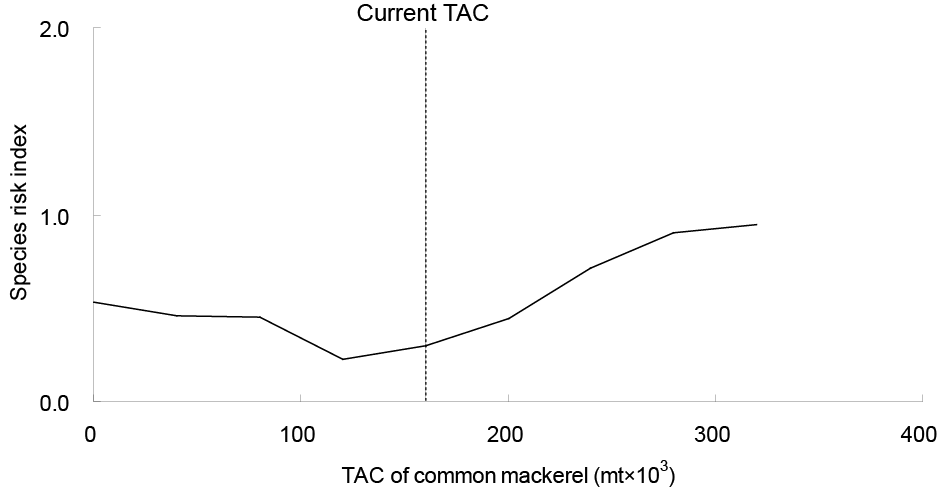 Current TAC
2.0
Species risk index
1.0
0.0
0 100 200 300 400
TAC of common mackerel (mt×10³)